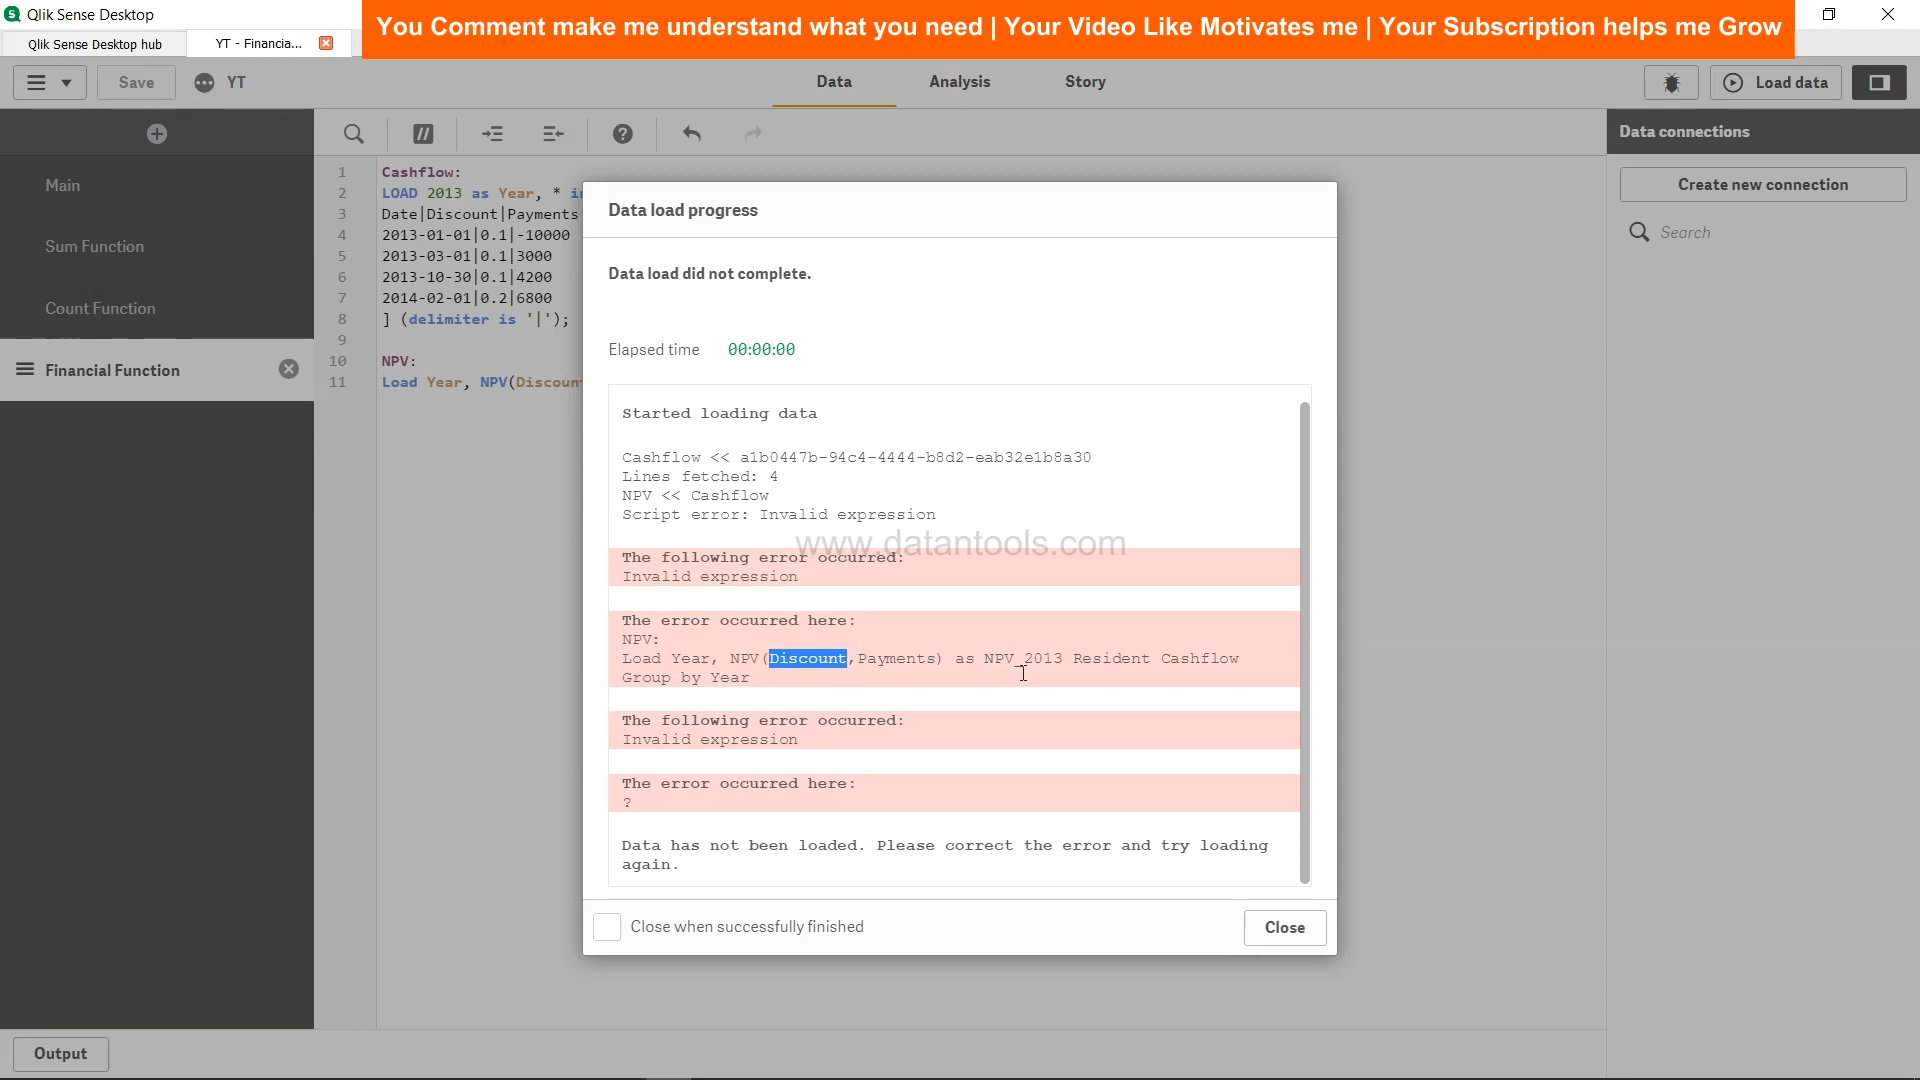 Qlik Sense Desktop
You Comment make me understand what you need | Your Video Like Motivates me | Your Subscription helps me Grow
Qlik Sense Desktop hub
YT - Financia...
Save
YT
Data
Analysis
Story
Load data
Data connections
Create new connection
Search
Main
Sum Function
Count Function
Financial Function
1 Cashflow:
2 LOAD 2013 as Year, * in
3 Date|Discount|Payments
4 2013-01-01|0.1|-10000
5 2013-03-01|0.1|3000
6 2013-10-30|0.1|4200
7 2014-02-01|0.2|6800
8 ] (delimiter is '|');
9
10 NPV:
11 Load Year, NPV(Discoun
Data load progress
Data load did not complete.
Elapsed time 00:00:00
Started loading data
Cashflow << a1b0447b-94c4-4444-b8d2-eab32e1b8a30
Lines fetched: 4
NPV << Cashflow
Script error: Invalid expression
www.datantools.com
The following error occurred:
Invalid expression
The error occurred here:
NPV:
Load Year, NPV(Discount,Payments) as NPV_2013 Resident Cashflow
Group by Year
The following error occurred:
Invalid expression
The error occurred here:
?
Data has not been loaded. Please correct the error and try loading
again.
Close when successfully finished
Close
Output